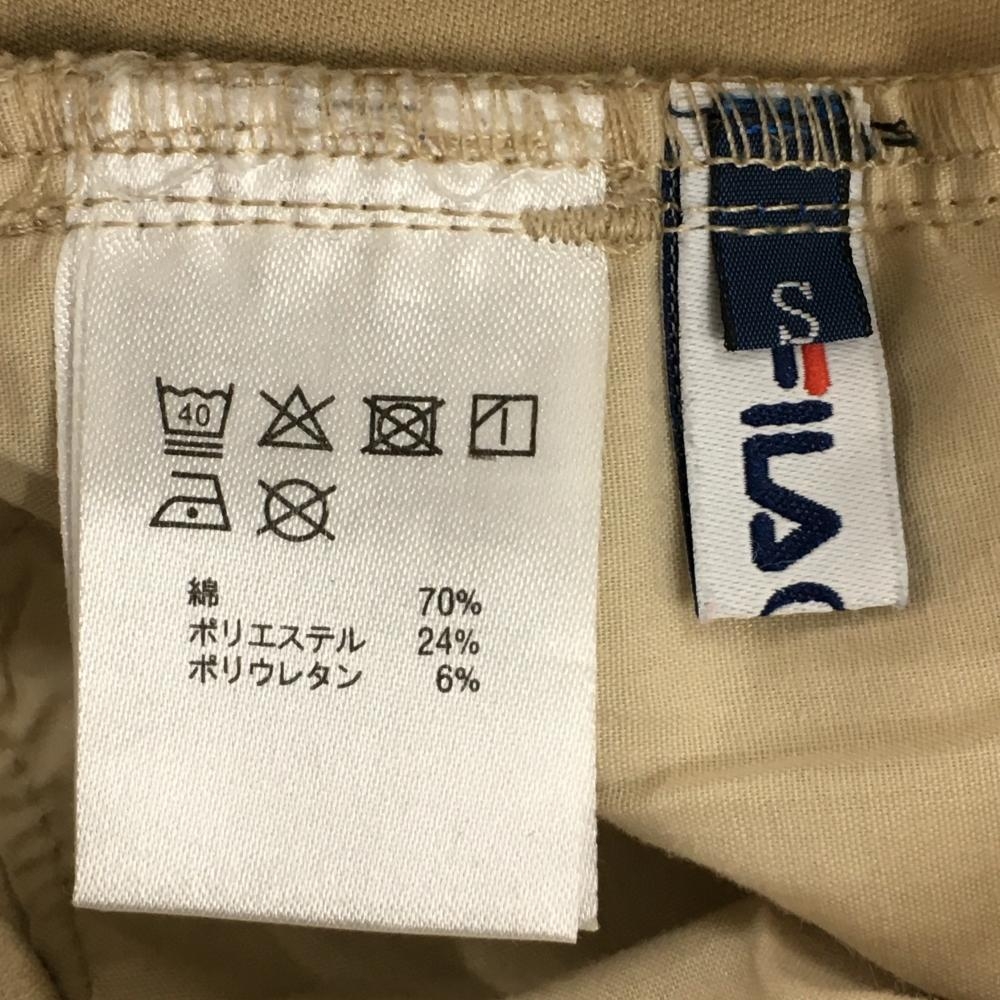 40
綿 70%
ポリエステル 24%
ポリウレタン 6%
S
FILA